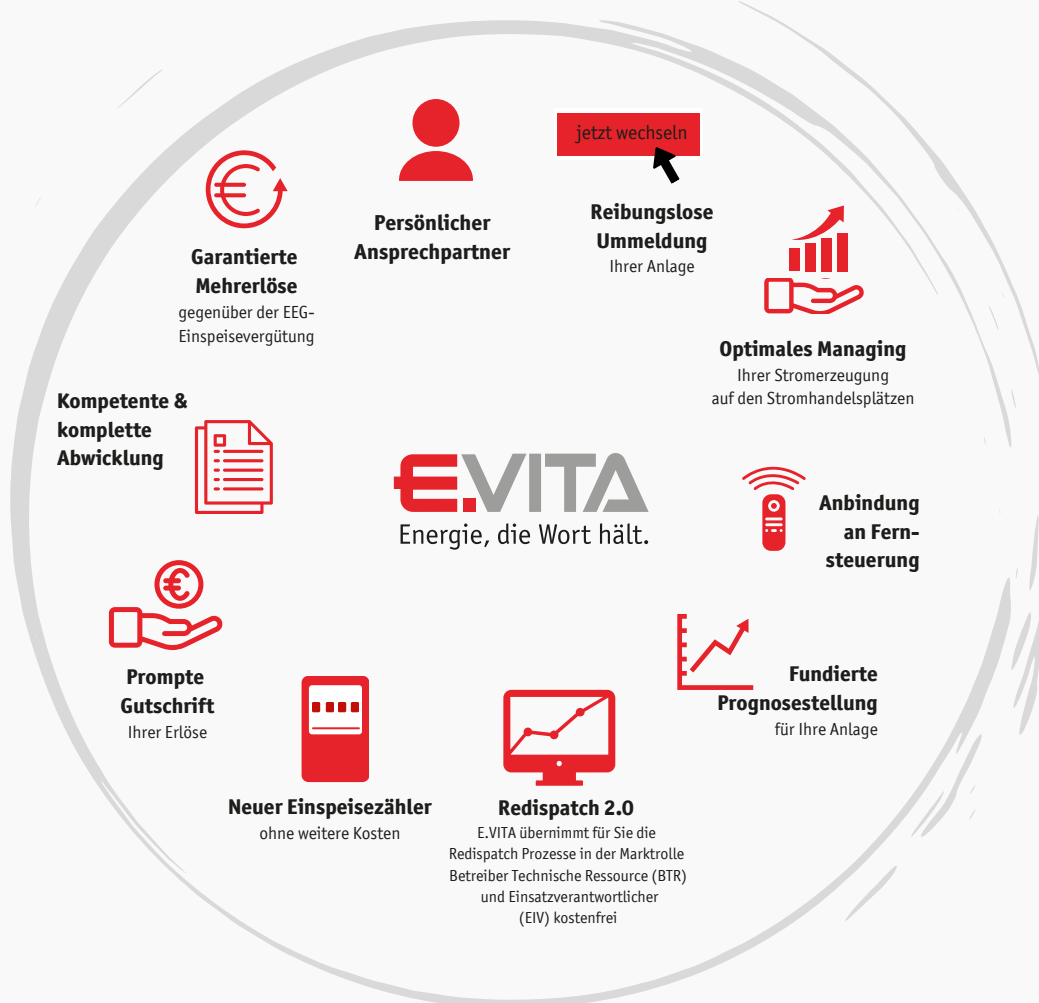 jetzt wechseln
Persönlicher
Ansprechpartner
Reibungslose
Ummeldung
Ihrer Anlage
Garantierte
Mehrerlöse
gegenüber der EEG-
Einspeisevergütung
Optimales Managing
Ihrer Stromerzeugung
auf den Stromhandelsplätzen
Kompetente &
komplette
Abwicklung
E.VITA
Energie, die Wort hält.
Anbindung
an Fern-
steuerung
Prompte
Gutschrift
Ihrer Erlöse
Fundierte
Prognosestellung
für Ihre Anlage
Neuer Einspeisezähler
ohne weitere Kosten
Redispatch 2.0
E.VITA übernimmt für Sie die
Redispatch Prozesse in der Marktrolle
Betreiber Technische Ressource (BTR)
und Einsatzverantwortlicher
(EIV) kostenfrei